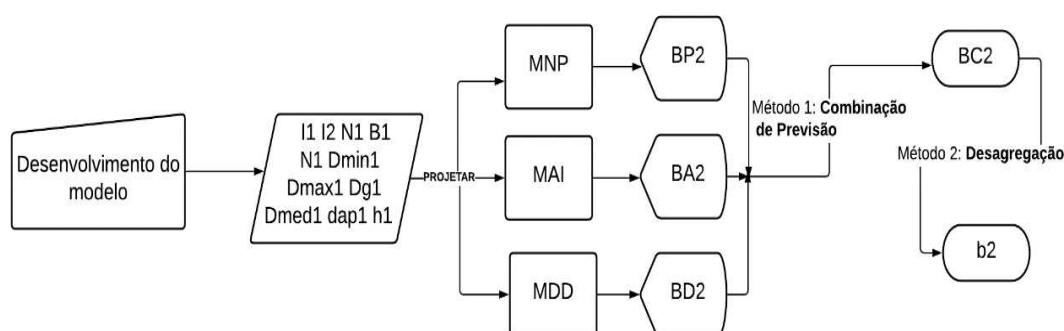 Desenvolvimento do
modelo
I1 I2 N1 B1
N1 Dmin1
Dmax1 Dg1
Dmed1 dap1 h1
PROJETAR
MNP
BP2
MAI
BA2
MDD
BD2
Método 1: Combinação
de Previsão
BC2
Método 2: Desagregação
b2